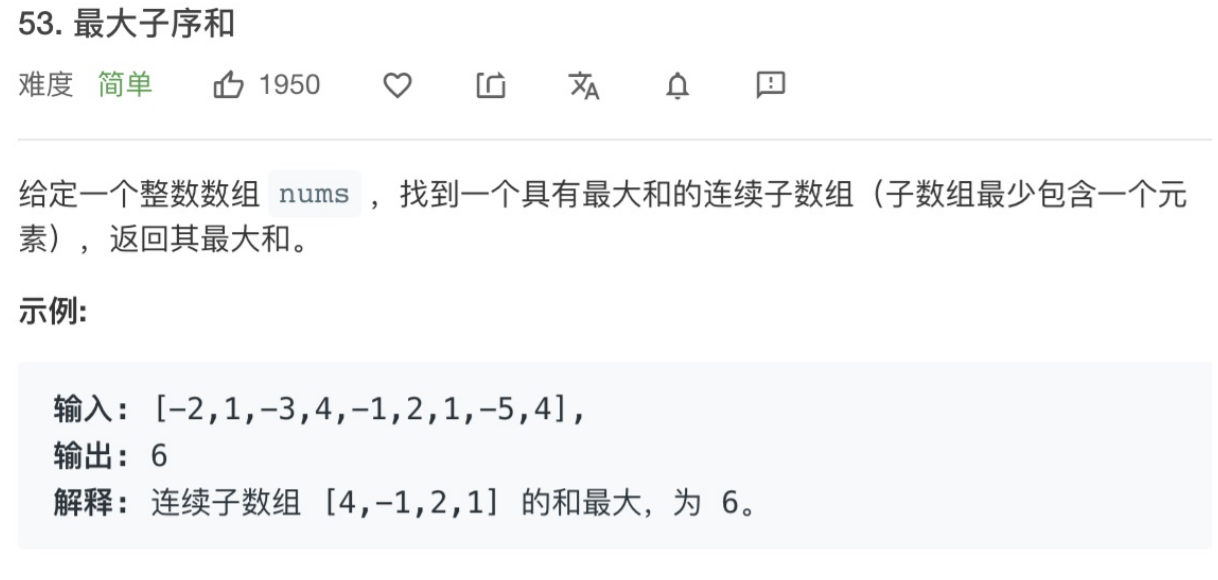 53. 最大子序和
难度 简单 1950 文A
给定一个整数数组 nums ，找到一个具有最大和的连续子数组（子数组最少包含一个元
素），返回其最大和。
示例:
输入: [-2,1,-3,4,-1,2,1,-5,4],
输出: 6
解释: 连续子数组 [4,-1,2,1] 的和最大，为 6。